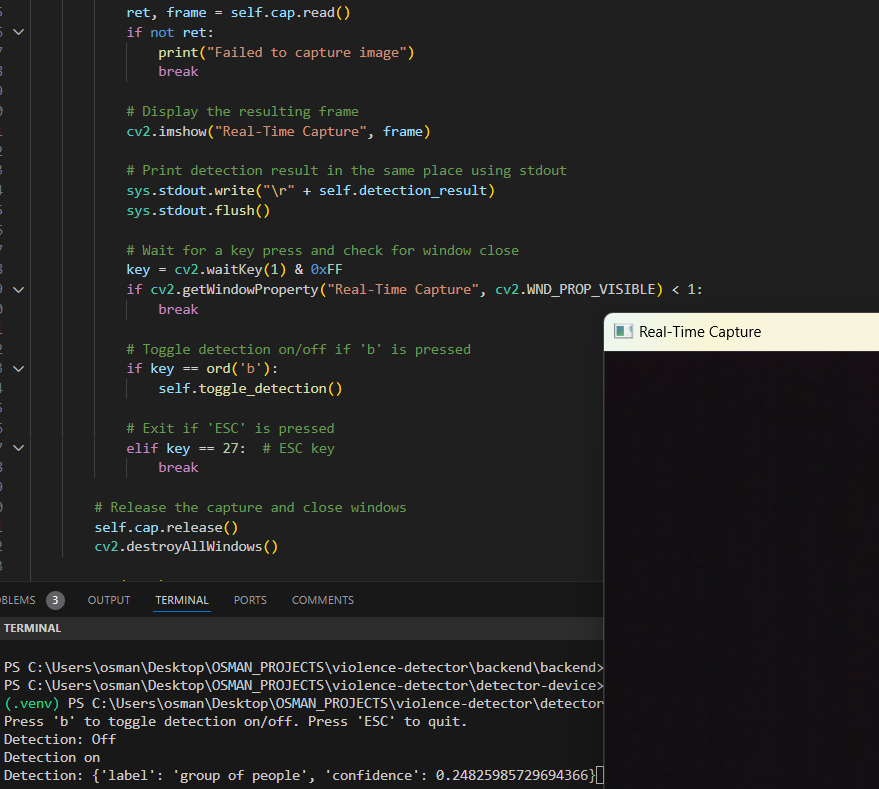 ret, frame = self.cap.read()
if not ret:
print("Failed to capture image")
break
# Display the resulting frame
cv2.imshow("Real-Time Capture", frame)
# Print detection result in the same place using stdout
sys.stdout.write("\r" + self.detection_result)
sys.stdout.flush()
# Wait for a key press and check for window close
key = cv2.waitKey(1) & 0xFF
if cv2.getWindowProperty("Real-Time Capture", cv2.WND_PROP_VISIBLE) < 1:
break
# Toggle detection on/off if 'b' is pressed
if key == ord('b'):
self.toggle_detection()
# Exit if 'ESC' is pressed
elif key == 27:  # ESC key
break
# Release the capture and close windows
self.cap.release()
cv2.destroyAllWindows()
Real-Time Capture
OBLEMS 3 OUTPUT TERMINAL PORTS COMMENTS
TERMINAL
PS C:\Users\osman\Desktop\OSMAN_PROJECTS\violence-detector\backend\backend>
PS C:\Users\osman\Desktop\OSMAN_PROJECTS\violence-detector\detector-device>
(.venv) PS C:\Users\osman\Desktop\OSMAN_PROJECTS\violence-detector\detector
Press 'b' to toggle detection on/off. Press 'ESC' to quit.
Detection: Off
Detection on
Detection: {'label': 'group of people', 'confidence': 0.24825985729694366}